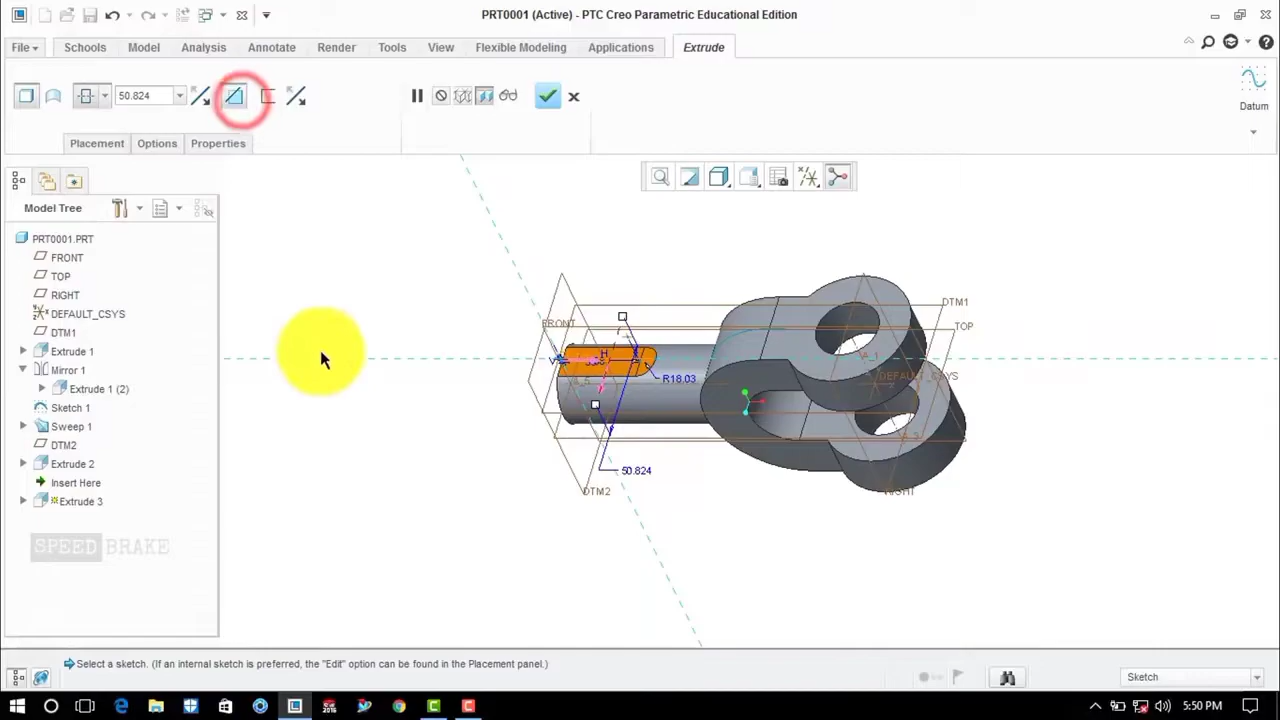 PRT0001 (Active) - PTC Creo Parametric Educational Edition
File Schools Model Analysis Annotate Render Tools View Flexible Modeling Applications Extrude
50.824
Datum
Placement Options Properties
Model Tree
PRT0001.PRT
FRONT
TOP
RIGHT
DEFAULT_CSYS
DTM1
Extrude 1
Mirror 1
Extrude 1 (2)
Sketch 1
Sweep 1
DTM2
Extrude 2
Insert Here
Extrude 3
SPEED BRAKE
DTM1
FRONT
TOP
V
H
R18.03
A_1
DEFAULT_CSYS
A_3
50.824
DTM2
Select a sketch. (If an internal sketch is preferred, the "Edit" option can be found in the Placement panel.)
Sketch
5:50 PM